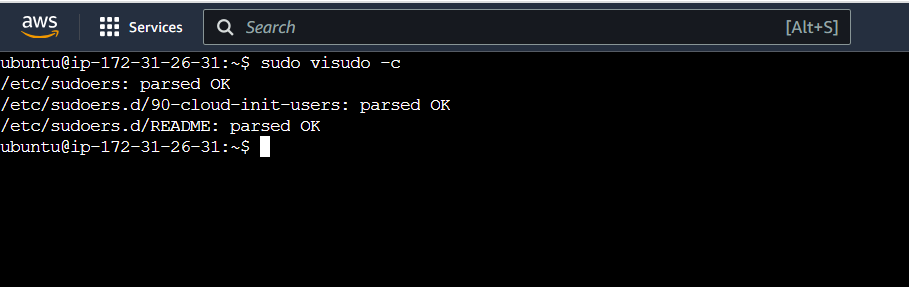 aws Services Search [Alt+S]
ubuntu@ip-172-31-26-31:~$ sudo visudo -c
/etc/sudoers: parsed OK
/etc/sudoers.d/90-cloud-init-users: parsed OK
/etc/sudoers.d/README: parsed OK
ubuntu@ip-172-31-26-31:~$